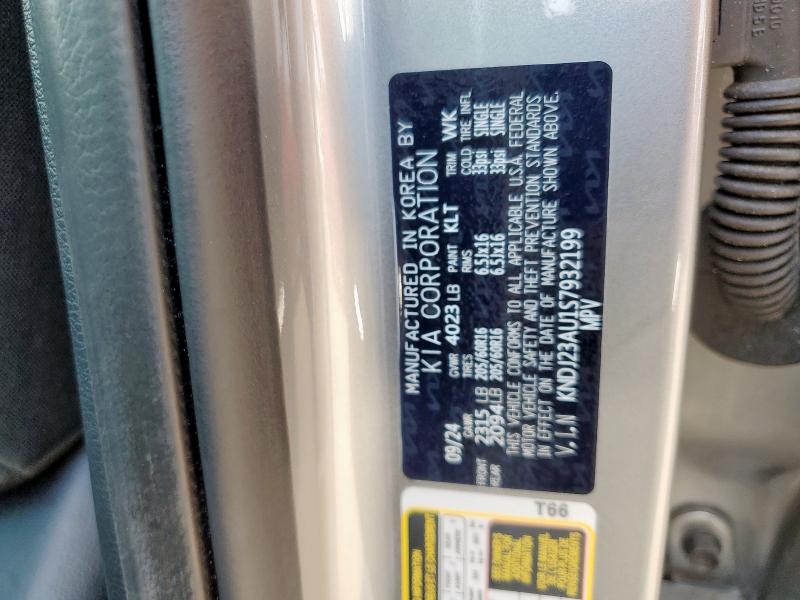 MANUFACTURED IN KOREA BY
KIA CORPORATION
09/24 GVWR 4023 LB PAINT KLT TRIM WK
GAWR TIRES RIMS COLD TIRE INFL
FRONT 2315 LB 205/60R16 6.5Jx16 33psi SINGLE
REAR 2094 LB 205/60R16 6.5Jx16 33psi SINGLE
THIS VEHICLE CONFORMS TO ALL APPLICABLE U.S.A. FEDERAL
MOTOR VEHICLE SAFETY AND THEFT PREVENTION STANDARDS
IN EFFECT ON THE DATE OF MANUFACTURE SHOWN ABOVE.
V.I.N KNDJ23AU1S7932199
MPV
T66